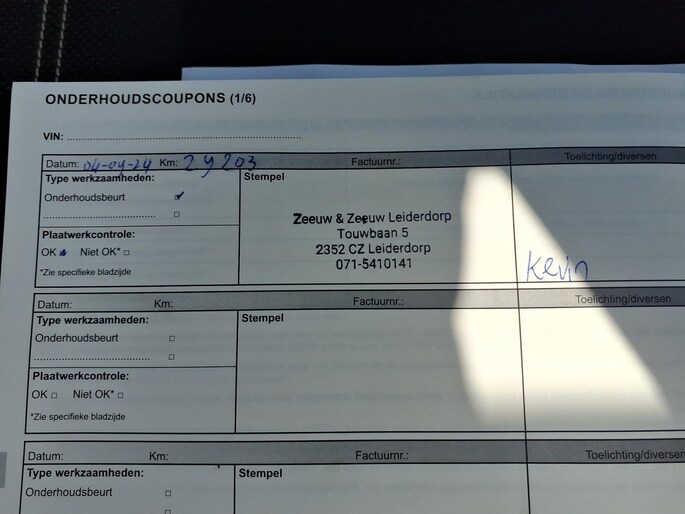 ONDERHOUDSCOUPONS (1/6)
VIN: ........................................
Datum: 04-04-24 Km: 29203 Factuurnr.: Toelichting/diversen
Type werkzaamheden: Stempel
Onderhoudsbeurt
Zeeuw & Zeeuw Leiderdorp
Touwbaan 5
2352 CZ Leiderdorp
071-5410141
Plaatwerkcontrole:
OK Niet OK*
*Zie specifieke bladzijde
Kevin
Datum: Km: Factuurnr.: Toelichting/diversen
Type werkzaamheden: Stempel
Onderhoudsbeurt
Plaatwerkcontrole:
OK Niet OK*
*Zie specifieke bladzijde
Datum: Km: Factuurnr.: Toelichting/diversen
Type werkzaamheden: Stempel
Onderhoudsbeurt